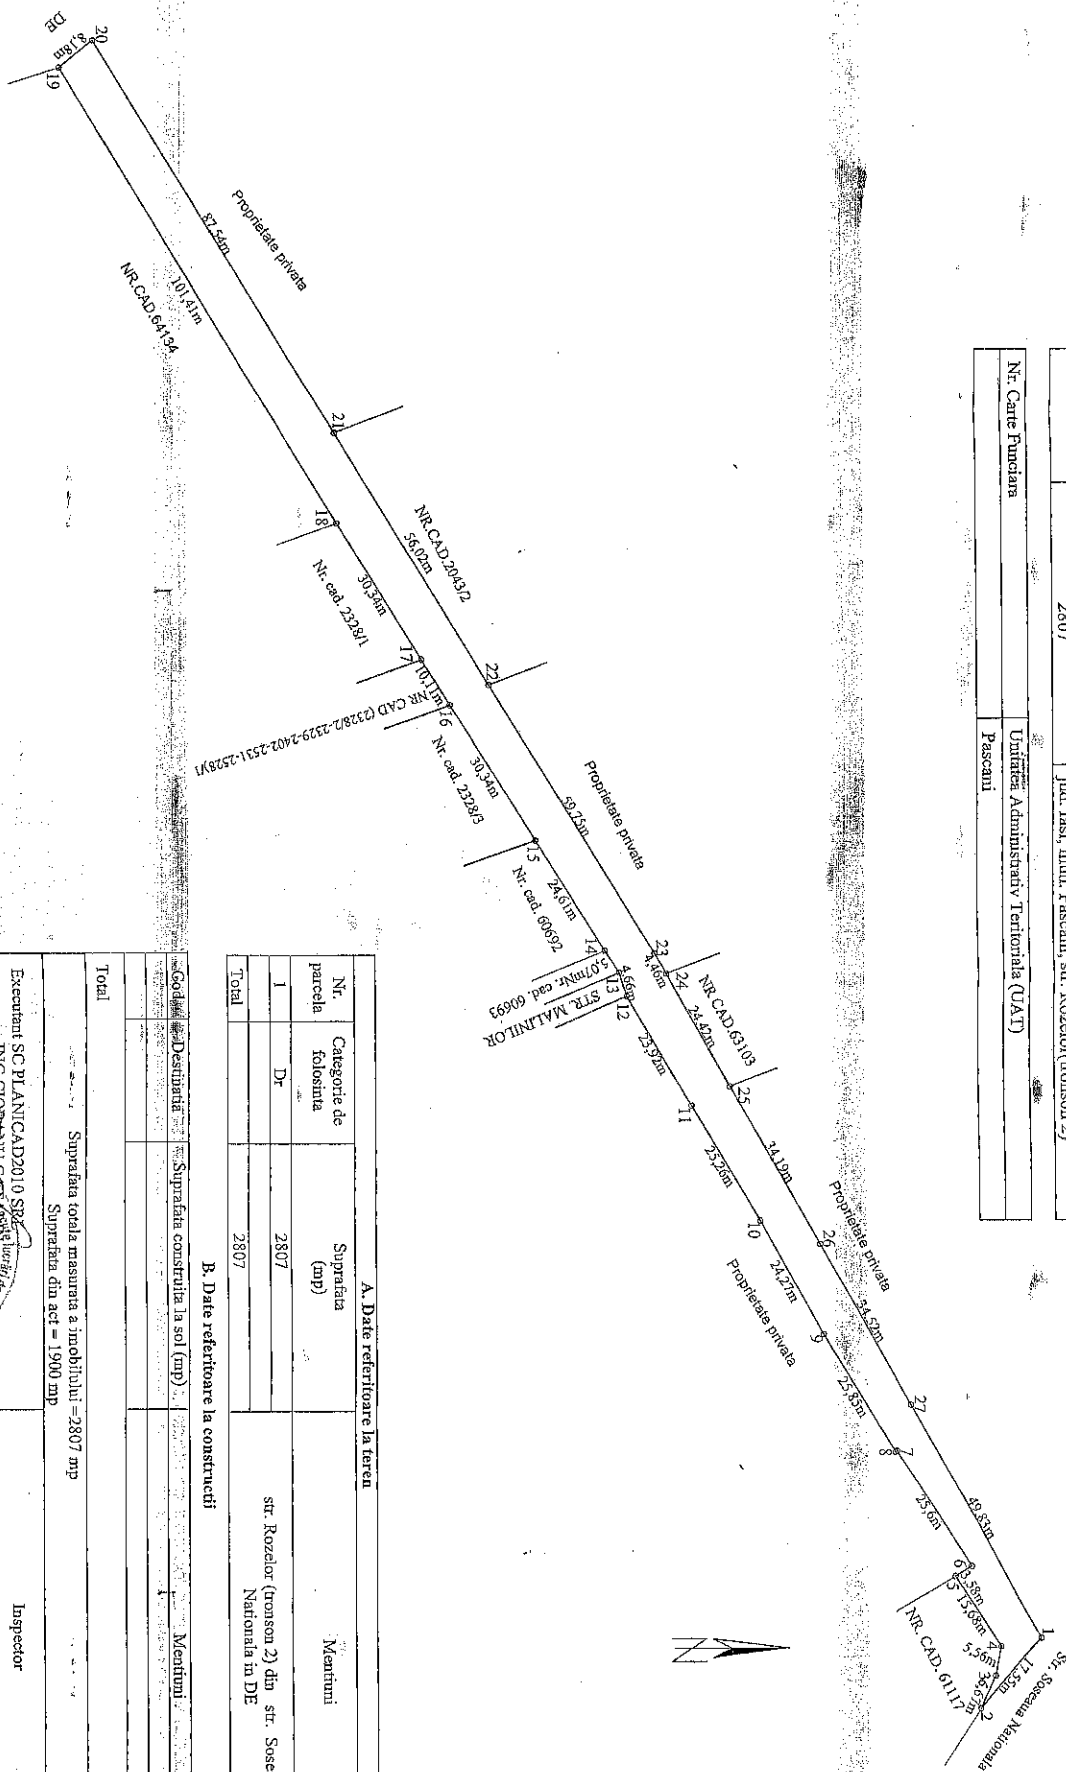 2807
jud. Iasi, mun. Pascani, str. Rozelor(tronson 2)
Nr. Carte Funciara
Unitatea Administrativ Teritoriala (UAT)
Pascani
Str. Soseaua Nationala
1
17,55m
2
6,67m
3
5,56m
4
15,68m
5
3,58m
6
25,6m
7
8
25,85m
9
24,27m
10
25,26m
11
23,92m
12
4,66m
13
5,07m
14
24,61m
15
30,34m
16
10,11m
17
30,34m
18
101,41m
19
8,18m
20
87,54m
21
56,02m
22
59,75m
23
4,46m
24
24,42m
25
34,19m
26
34,52m
27
49,83m
DE
Proprietate privata
NR.CAD.2043/2
Proprietate privata
NR CAD.63103
Proprietate privata
NR. CAD. 61117
Proprietate privata
STR. MALINILOR
Nr. cad. 60693
Nr. cad. 60692
Nr. cad. 2328/3
NR CAD (2328/2-2329-2402-2531-2528)/1
Nr. cad. 2328/1
NR.CAD.64134
N
A. Date referitoare la teren
Nr. parcela
Categorie de folosinta
Suprafata (mp)
Mentiuni
1
Dr
2807
str. Rozelor (tronson 2) din str. Sose
Nationala in DE
Total
2807
B. Date referitoare la constructii
Cod
Destinatia
Suprafata construita la sol (mp)
Mentiuni
Total
Suprafata totala masurata a imobilului =2807 mp
Suprafata din act = 1900 mp
Executant SC PLANICAD2010 SRL
Inspector